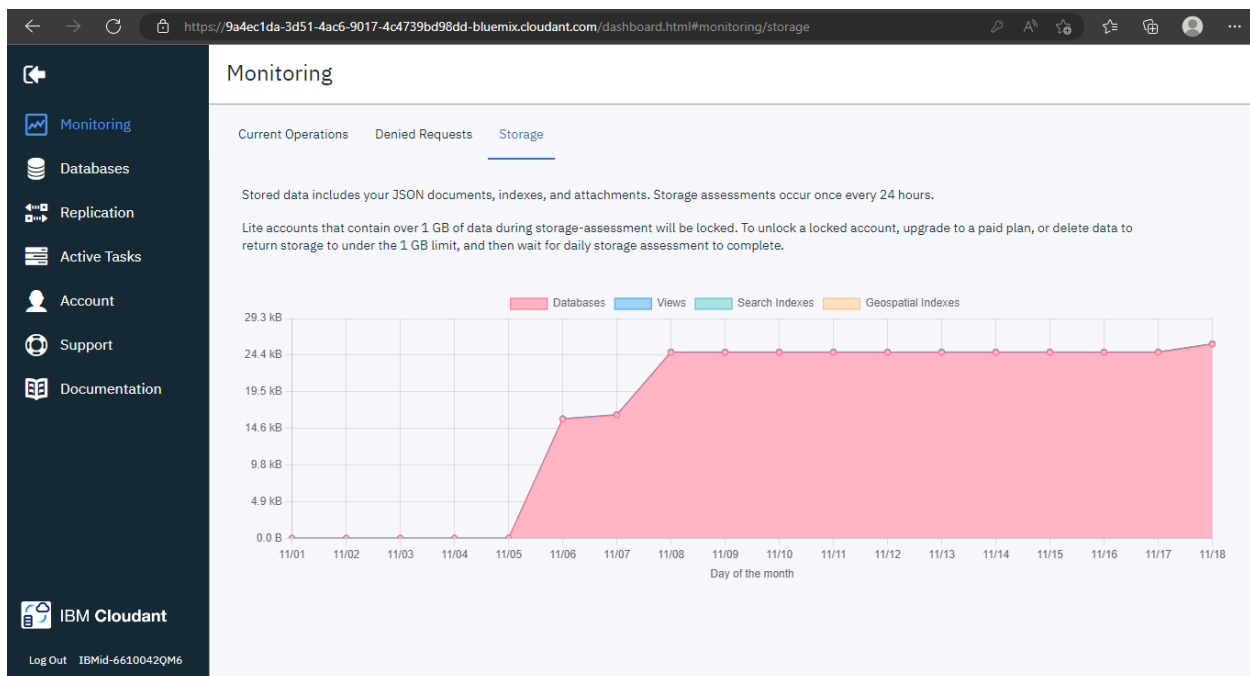 https://9a4ec1da-3d51-4ac6-9017-4c4739bd98dd-bluemix.cloudant.com/dashboard.html#monitoring/storage
Monitoring
Monitoring
Databases
Replication
Active Tasks
Account
Support
Documentation
IBM Cloudant
Log Out IBMid-6610042QM6
Current Operations Denied Requests Storage
Stored data includes your JSON documents, indexes, and attachments. Storage assessments occur once every 24 hours.
Lite accounts that contain over 1 GB of data during storage-assessment will be locked. To unlock a locked account, upgrade to a paid plan, or delete data to
return storage to under the 1 GB limit, and then wait for daily storage assessment to complete.
Databases Views Search Indexes Geospatial Indexes
29.3 kB
24.4 kB
19.5 kB
14.6 kB
9.8 kB
4.9 kB
0.0 B
11/01 11/02 11/03 11/04 11/05 11/06 11/07 11/08 11/09 11/10 11/11 11/12 11/13 11/14 11/15 11/16 11/17 11/18
Day of the month